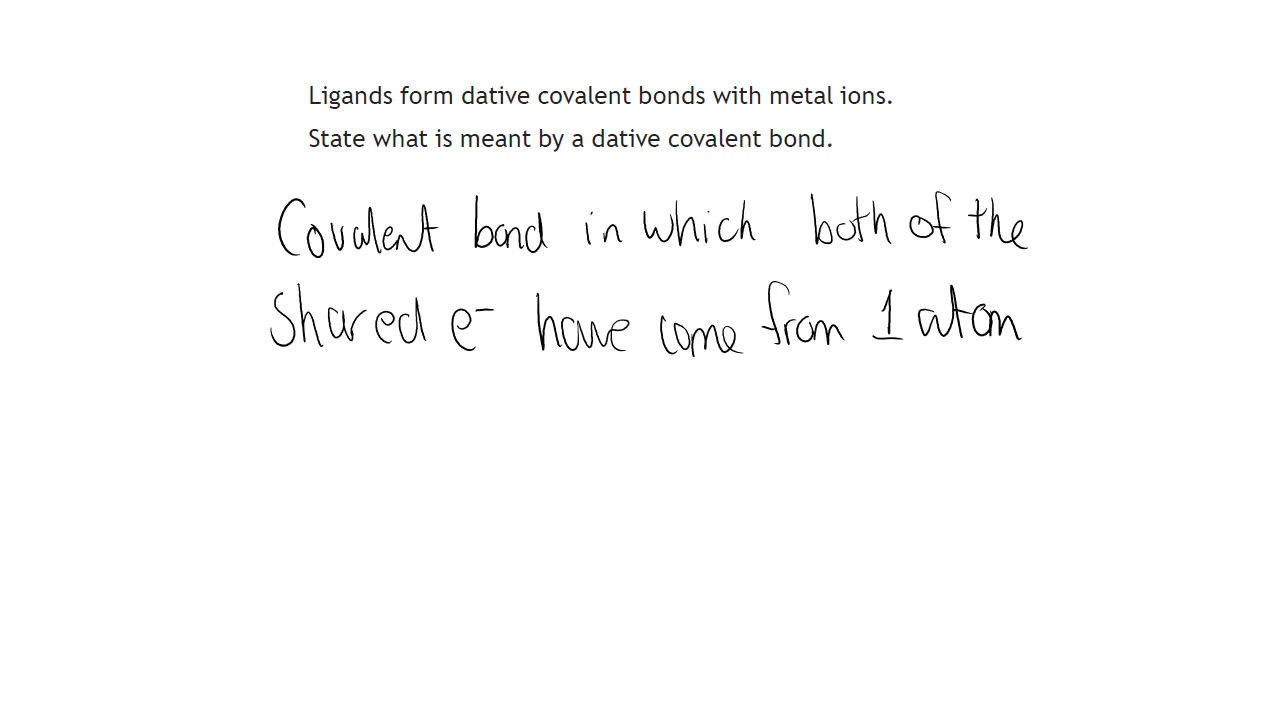 Ligands form dative covalent bonds with metal ions.
State what is meant by a dative covalent bond.
Covalent bond in which both of the
Shared e⁻ have come from 1 atom